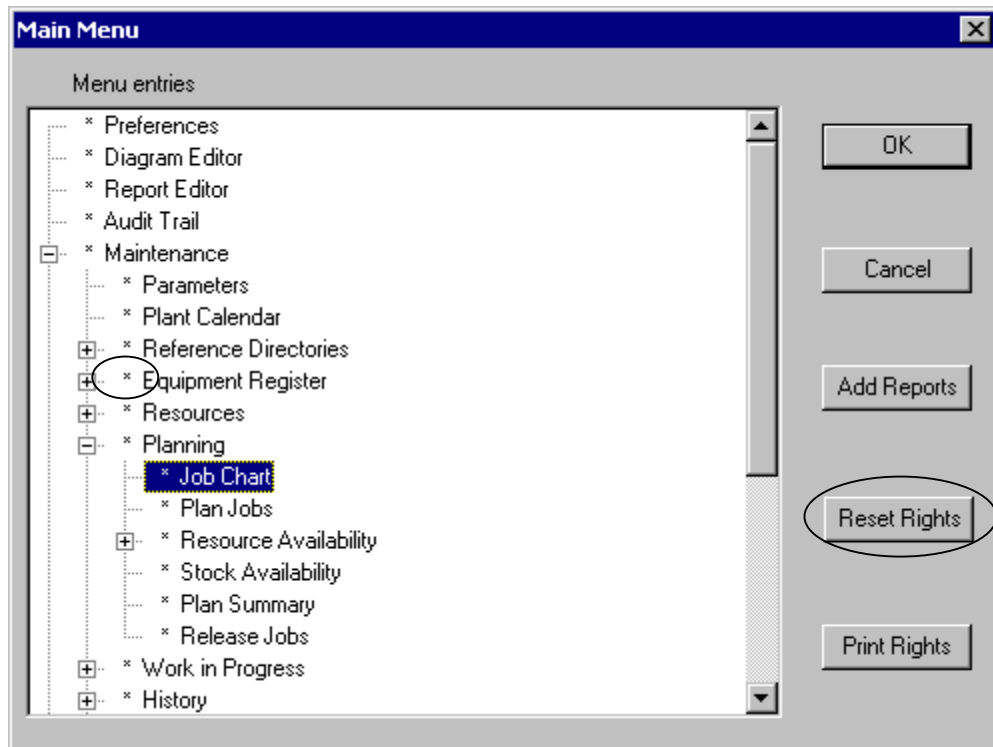 Main Menu
Menu entries
* Preferences
* Diagram Editor
* Report Editor
* Audit Trail
* Maintenance
* Parameters
* Plant Calendar
* Reference Directories
* Equipment Register
* Resources
* Planning
* Job Chart
* Plan Jobs
* Resource Availability
* Stock Availability
* Plan Summary
* Release Jobs
* Work in Progress
* History
OK
Cancel
Add Reports
Reset Rights
Print Rights